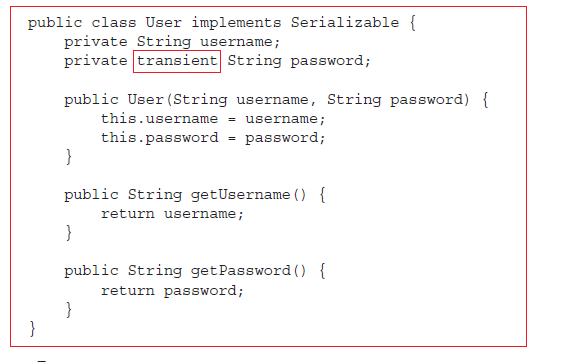 public class User implements Serializable {
private String username;
private transient String password;
public User(String username, String password) {
this.username = username;
this.password = password;
}
public String getUsername() {
return username;
}
public String getPassword() {
return password;
}
}